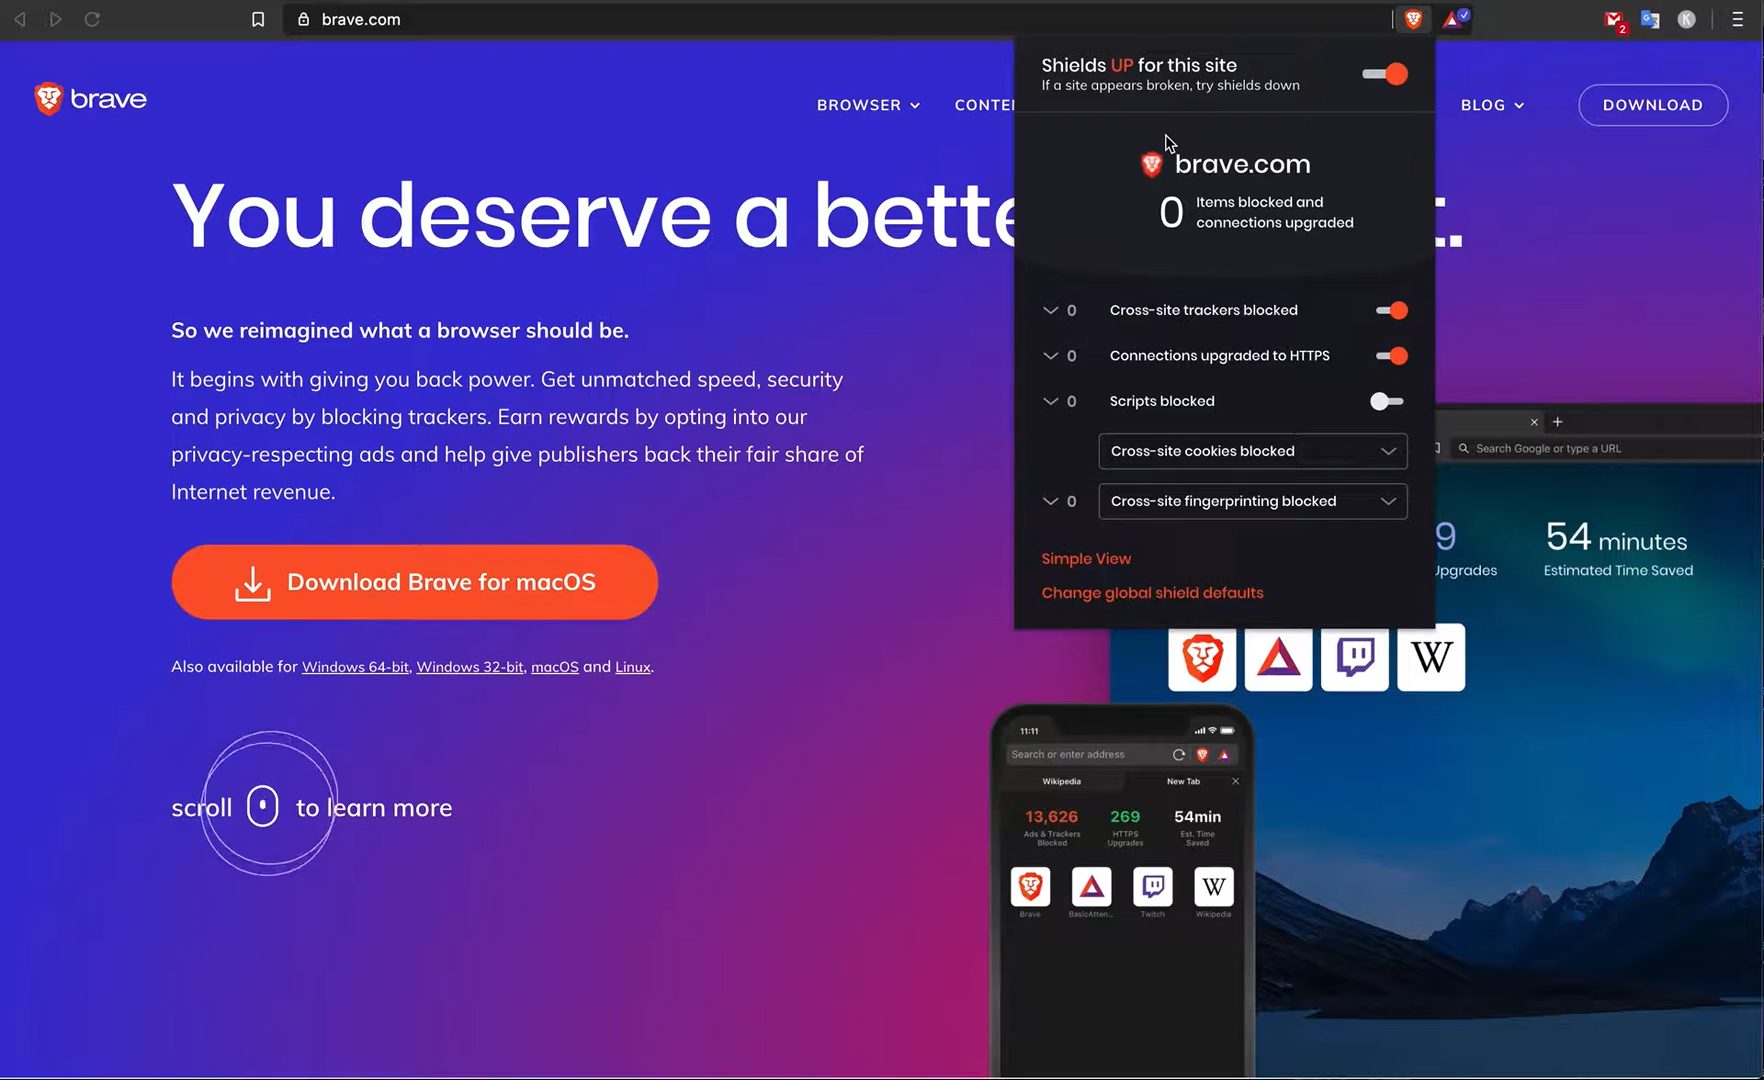 brave.com
2
K
brave
BROWSER
CONTE
BLOG
DOWNLOAD
You deserve a bette
t.
So we reimagined what a browser should be.
It begins with giving you back power. Get unmatched speed, security
and privacy by blocking trackers. Earn rewards by opting into our
privacy-respecting ads and help give publishers back their fair share of
Internet revenue.
Download Brave for macOS
Also available for Windows 64-bit, Windows 32-bit, macOS and Linux.
scroll to learn more
Shields UP for this site
If a site appears broken, try shields down
brave.com
0 Items blocked and
connections upgraded
0 Cross-site trackers blocked
0 Connections upgraded to HTTPS
0 Scripts blocked
Cross-site cookies blocked
0 Cross-site fingerprinting blocked
Simple View
Change global shield defaults
Search Google or type a URL
9
Upgrades
54 minutes
Estimated Time Saved
W
11:11
Search or enter address
Wikipedia
New Tab
13,626
Ads & Trackers
Blocked
269
HTTPS
Upgrades
54min
Est. Time
Saved
W
Brave
BasicAtten...
Twitch
Wikipedia